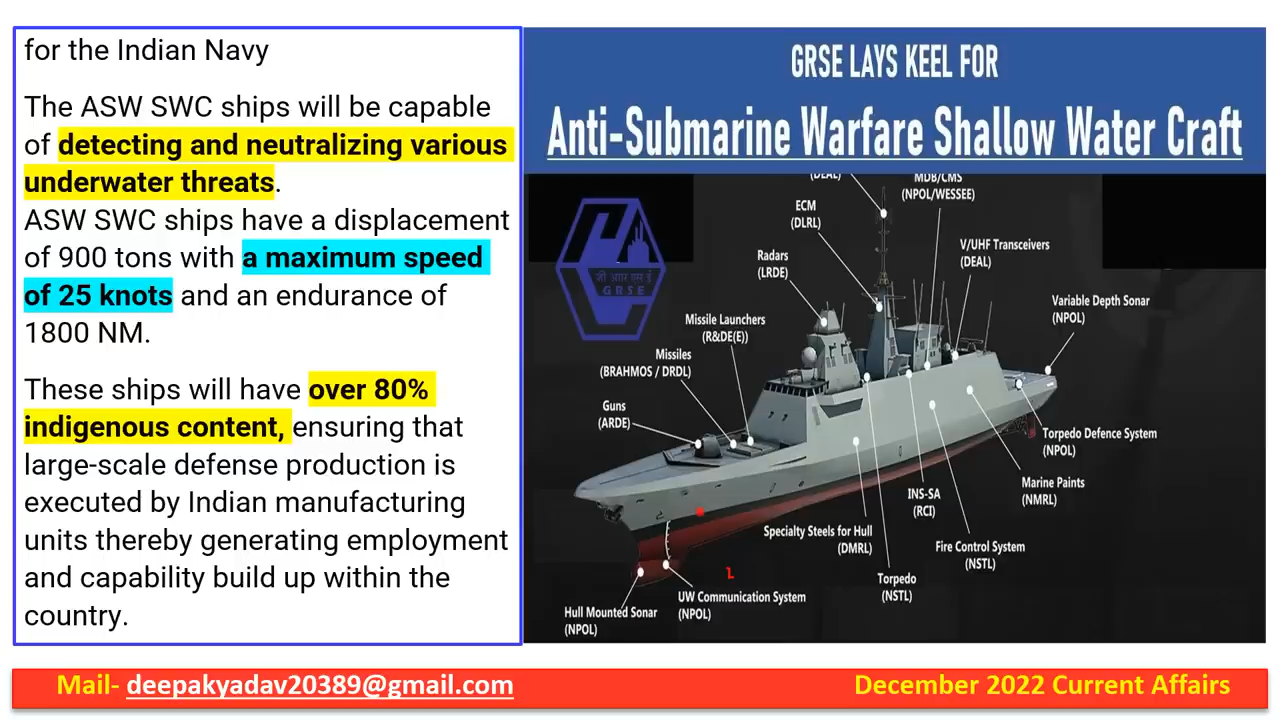 for the Indian Navy
The ASW SWC ships will be capable
of detecting and neutralizing various
underwater threats.
ASW SWC ships have a displacement
of 900 tons with a maximum speed
of 25 knots and an endurance of
1800 NM.
These ships will have over 80%
indigenous content, ensuring that
large-scale defense production is
executed by Indian manufacturing
units thereby generating employment
and capability build up within the
country.
GRSE LAYS KEEL FOR
Anti-Submarine Warfare Shallow Water Craft
(DEAL)
MDB/CMS
(NPOL/WESSEE)
ECM
(DLRL)
V/UHF Transceivers
(DEAL)
Radars
(LRDE)
Variable Depth Sonar
(NPOL)
Missile Launchers
(R&DE(E))
Missiles
(BRAHMOS / DRDL)
Guns
(ARDE)
Torpedo Defence System
(NPOL)
Marine Paints
(NMRL)
INS-SA
(RCI)
Specialty Steels for Hull
(DMRL)
Fire Control System
(NSTL)
Torpedo
(NSTL)
UW Communication System
(NPOL)
Hull Mounted Sonar
(NPOL)
जी आर एस ई
GRSE
Mail- deepakyadav20389@gmail.com
December 2022 Current Affairs